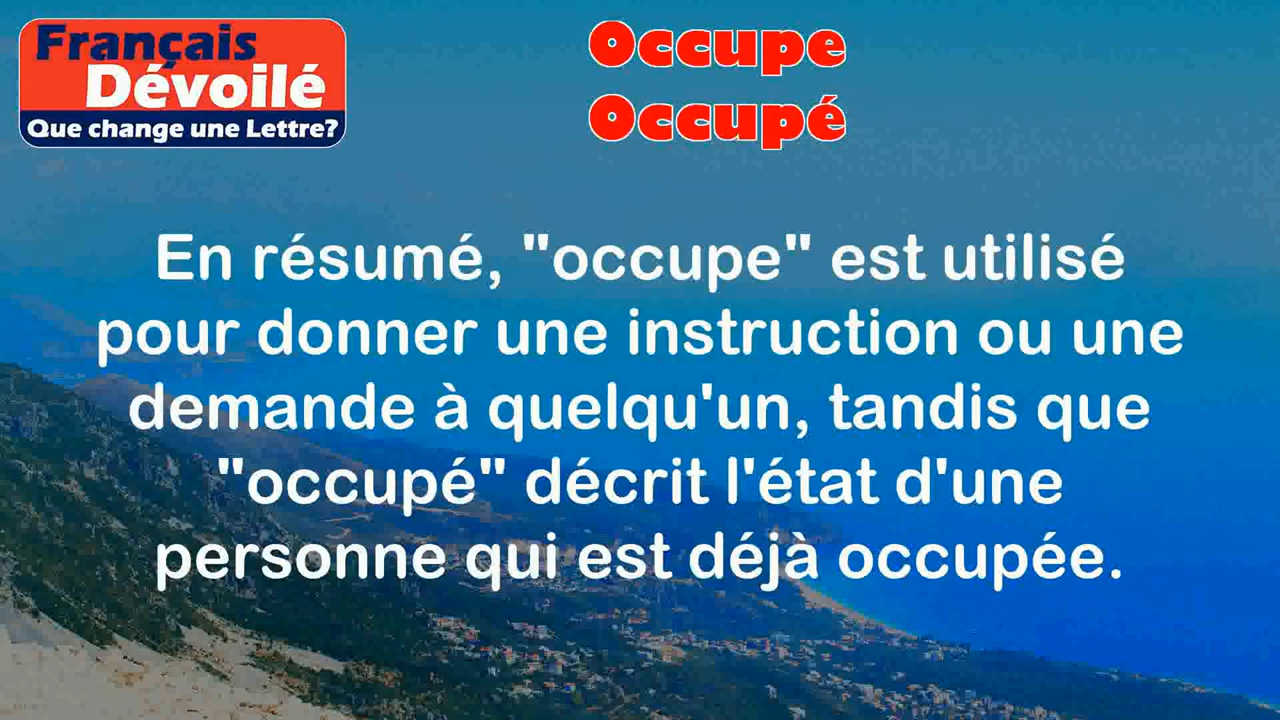 Français
Dévoilé
Que change une Lettre?
Occupe
Occupé
En résumé, "occupe" est utilisé
pour donner une instruction ou une
demande à quelqu'un, tandis que
"occupé" décrit l'état d'une
personne qui est déjà occupée.